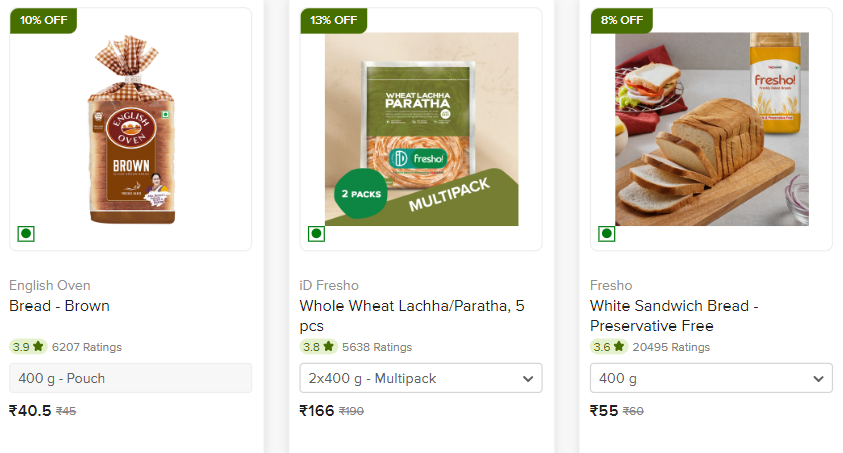 10% OFF
ENGLISH
OVEN
BROWN
English Oven
Bread - Brown
3.9 ★ 6207 Ratings
400 g - Pouch
₹40.5 ₹45
13% OFF
WHEAT LACHHA
PARATHA
iD fresho!
2 PACKS
MULTIPACK
iD Fresho
Whole Wheat Lachha/Paratha, 5
pcs
3.8 ★ 5638 Ratings
2x400 g - Multipack
₹166 ₹190
8% OFF
fresho!
Fresho
White Sandwich Bread -
Preservative Free
3.6 ★ 20495 Ratings
400 g
₹55 ₹60